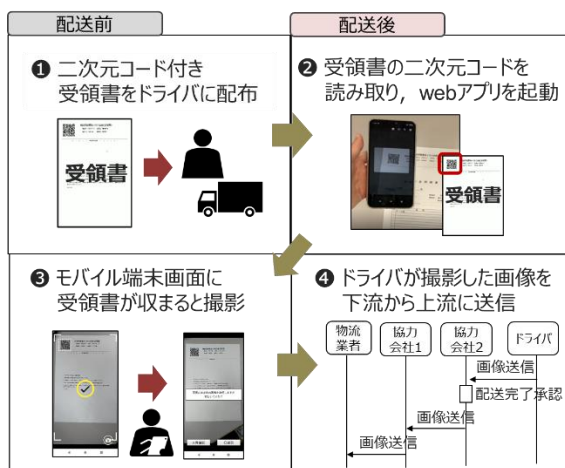 配送前
配送後
❶ 二次元コード付き
受領書をドライバに配布
受領書
❷ 受領書の二次元コードを
読み取り，webアプリを起動
受領書
❸ モバイル端末画面に
受領書が収まると撮影
❹ ドライバが撮影した画像を
下流から上流に送信
物流
業者
協力
会社1
協力
会社2
ドライバ
画像送信
配送完了承認
画像送信
画像送信